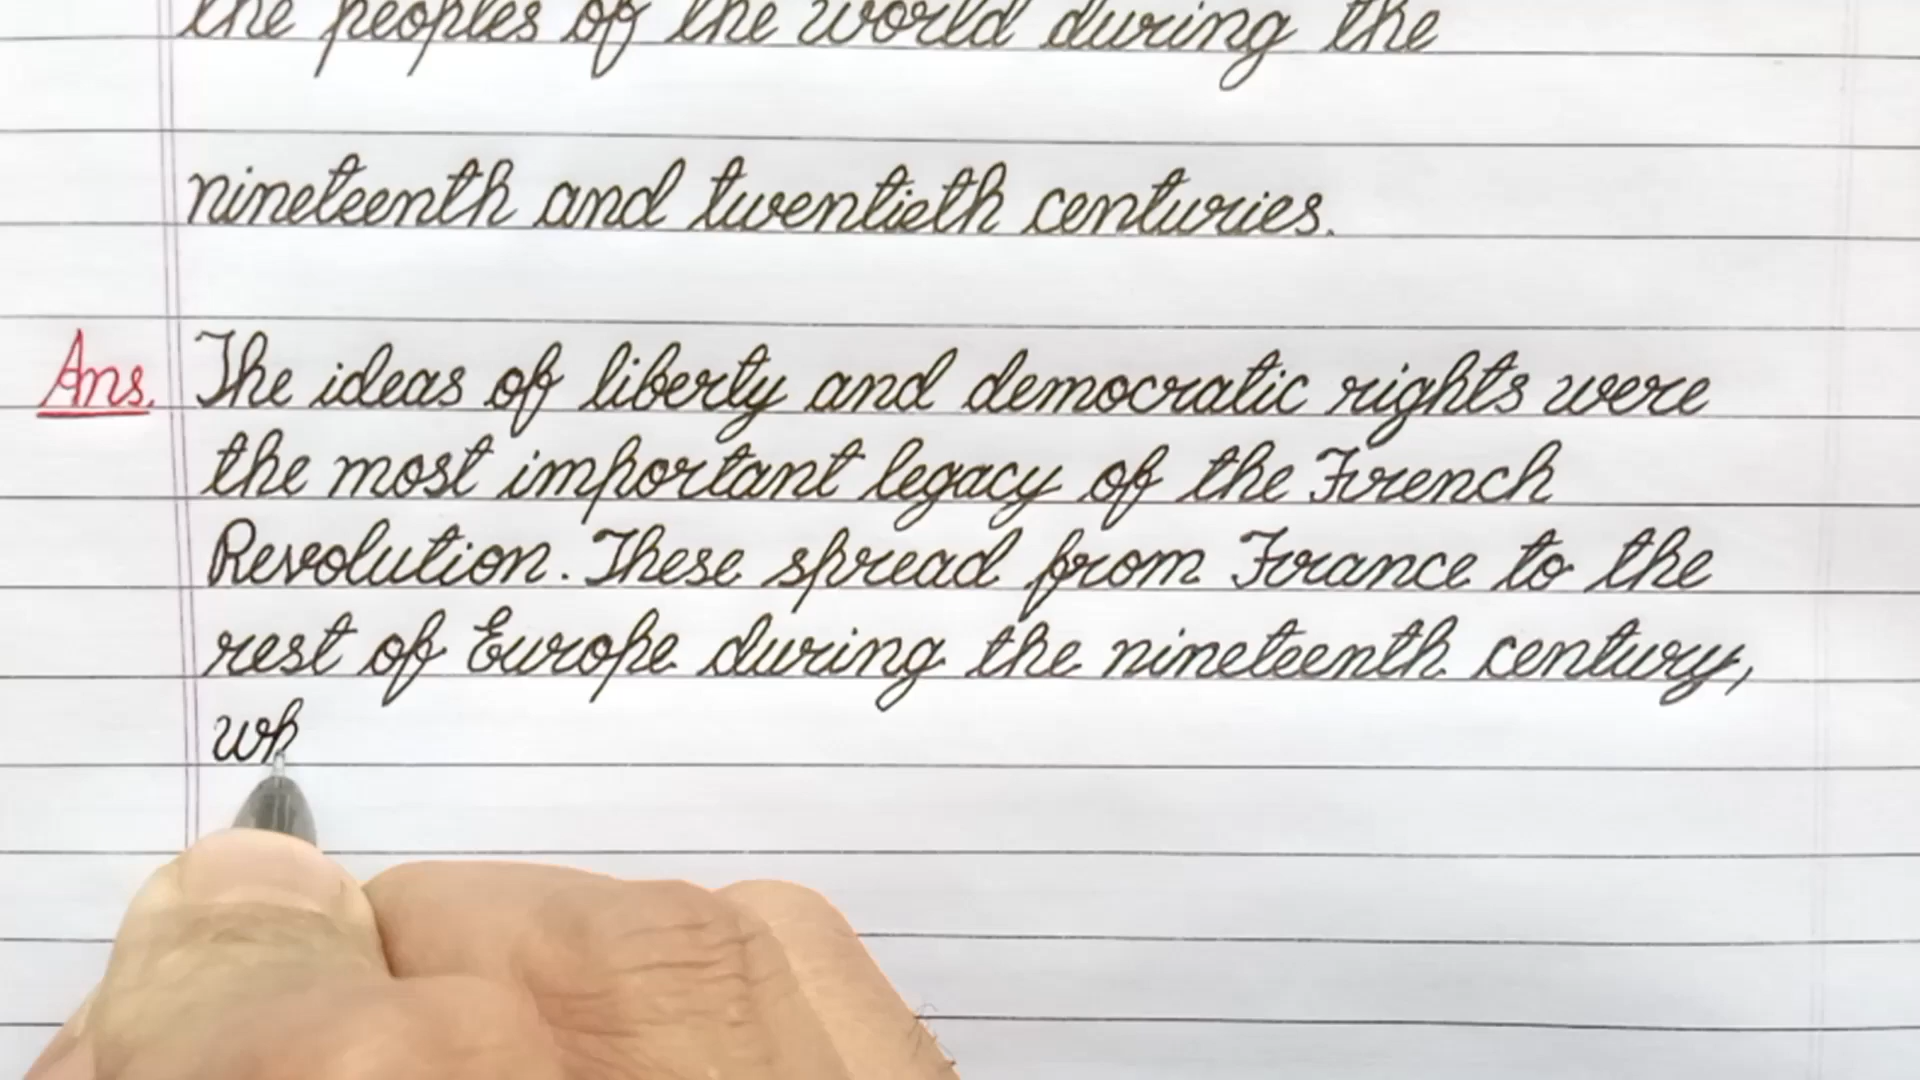 the peoples of the world during the
nineteenth and twentieth centuries.
Ans. The ideas of liberty and democratic rights were
the most important legacy of the French
Revolution. These spread from France to the
rest of Europe during the nineteenth century,
wh